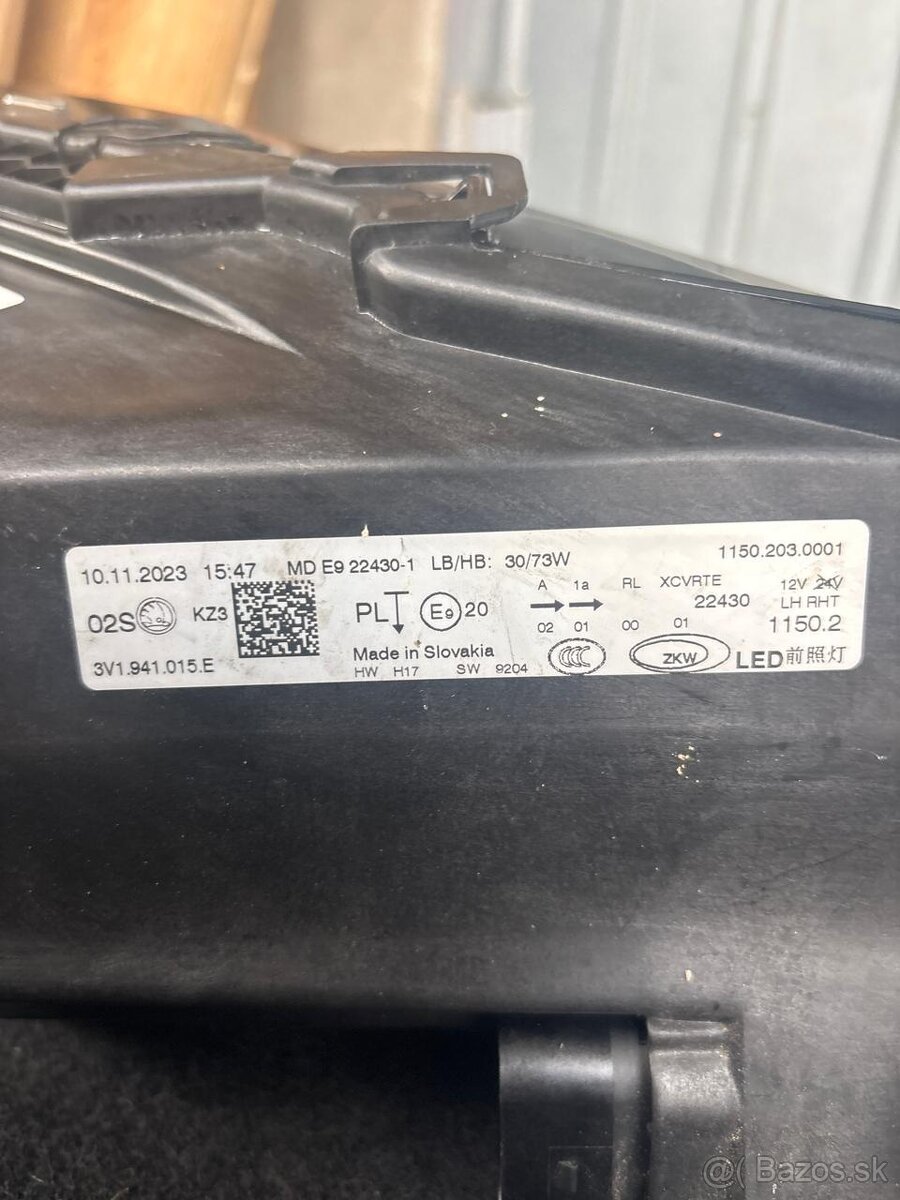 10.11.2023 15:47 MD E9 22430-1 LB/HB: 30/73W 1150.203.0001
A 1a RL XCVRTE 12V 24V
02S KZ3 PL E9 20 22430 LH RHT
02 01 00 01 1150.2
Made in Slovakia CCC ZKW LED前照灯
3V1.941.015.E HW H17 SW 9204
@ Bazos.sk